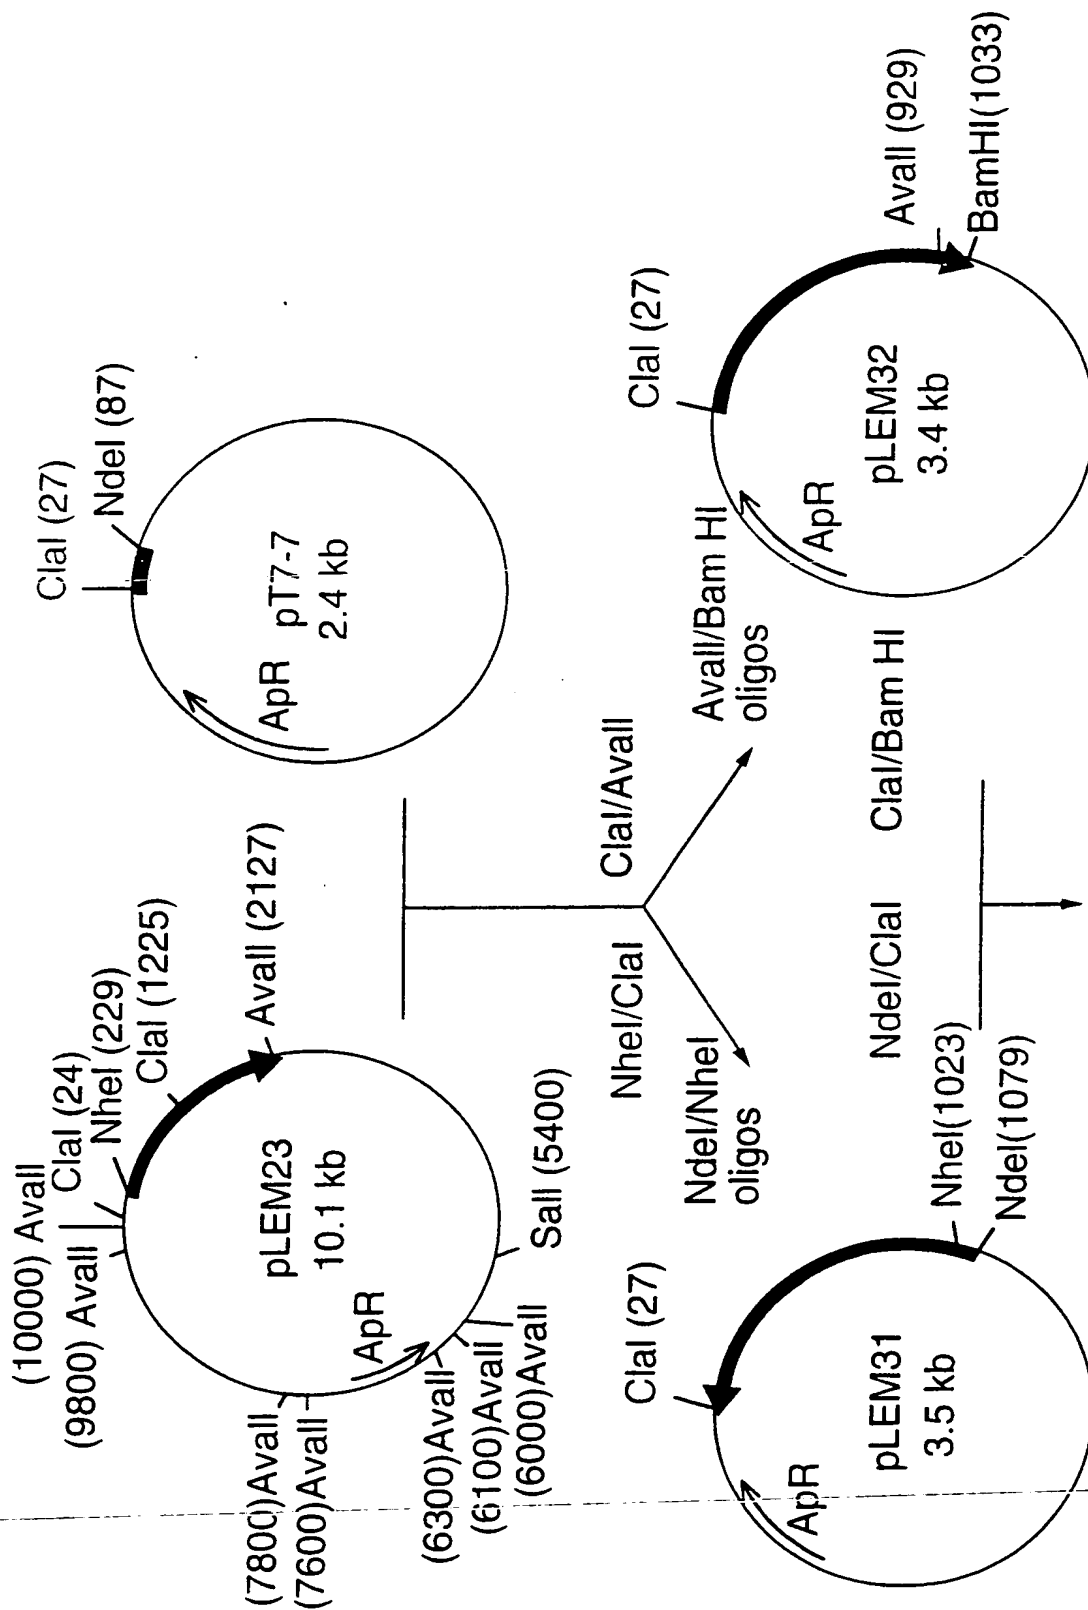 (10000) AvaII
(9800) AvaII
ClaI (24)
NheI (229)
ClaI (1225)
AvaII (2127)
pLEM23
10.1 kb
ApR
(7800)AvaII
(7600)AvaII
(6300)AvaII
(6100)AvaII
(6000)AvaII
SalI (5400)
ClaI (27)
NdeI (87)
pT7-7
2.4 kb
ApR
NheI/ClaI
ClaI/AvaII
NdeI/NheI
oligos
AvaII/Bam HI
oligos
ClaI (27)
pLEM31
3.5 kb
ApR
NheI(1023)
NdeI(1079)
NdeI/ClaI
ClaI/Bam HI
ClaI (27)
pLEM32
3.4 kb
ApR
AvaII (929)
BamHI(1033)